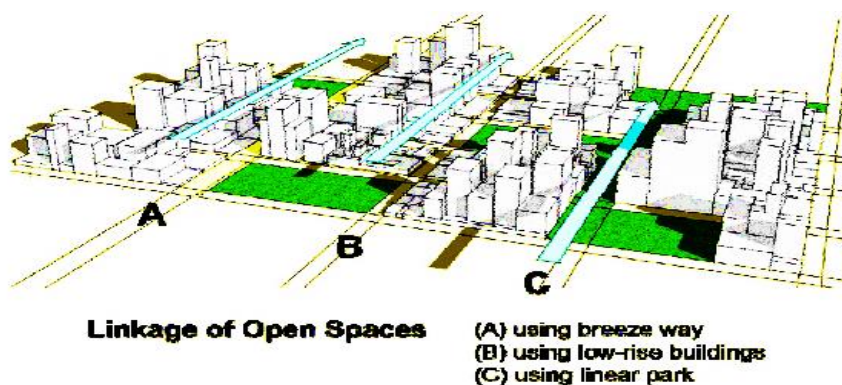 A
B
C
Linkage of Open Spaces
(A) using breeze way
(B) using low-rise buildings
(C) using linear park